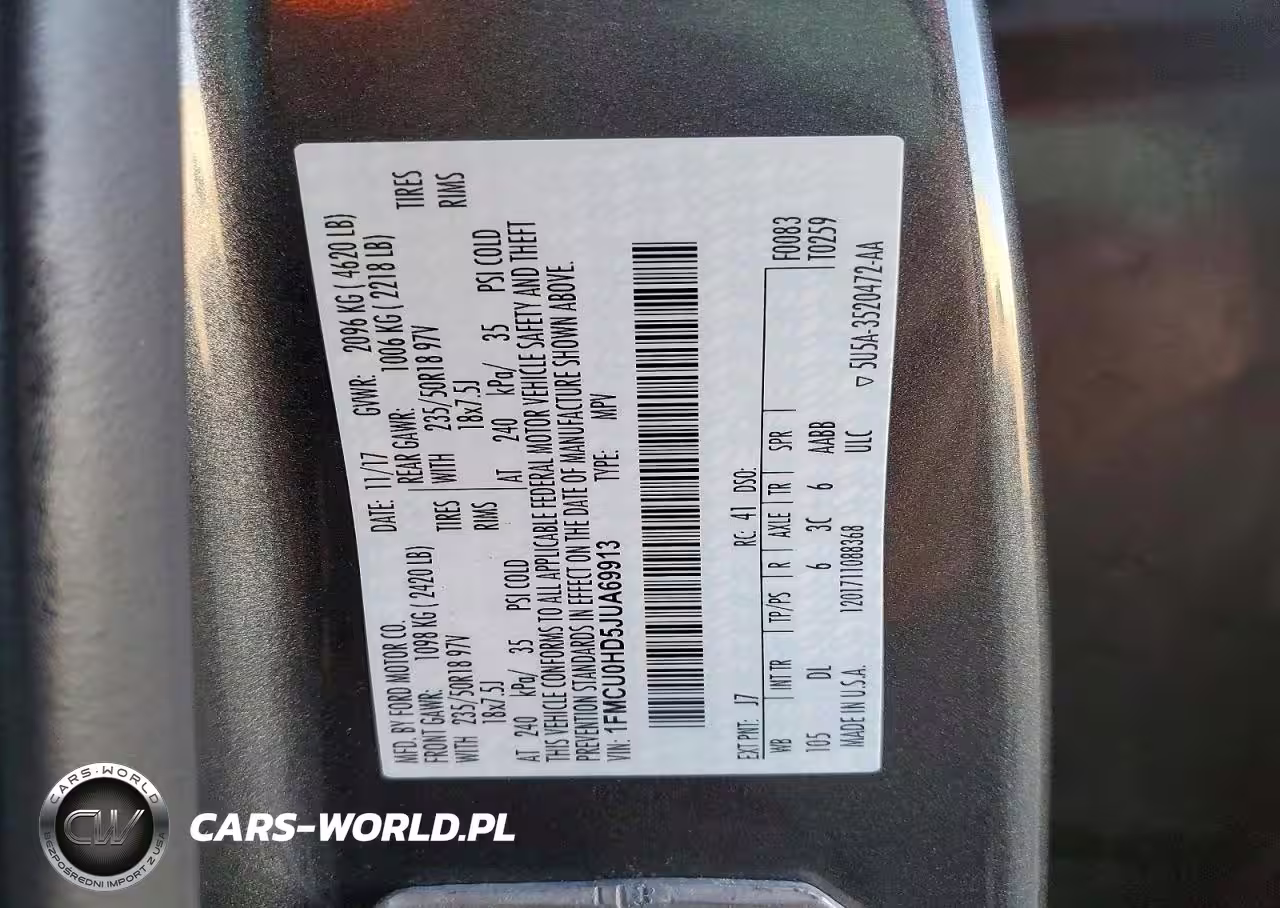 MFD. BY FORD MOTOR CO. DATE: 11/17 GVWR: 2096 KG ( 4620 LB)
FRONT GAWR: 1098 KG ( 2420 LB) REAR GAWR: 1006 KG ( 2218 LB)
WITH 235/50R18 97V TIRES WITH 235/50R18 97V TIRES
18x7.5J RIMS 18x7.5J RIMS
AT 240 kPa/ 35 PSI COLD AT 240 kPa/ 35 PSI COLD
THIS VEHICLE CONFORMS TO ALL APPLICABLE FEDERAL MOTOR VEHICLE SAFETY AND THEFT
PREVENTION STANDARDS IN EFFECT ON THE DATE OF MANUFACTURE SHOWN ABOVE.
VIN: 1FMCU0HD5JUA69913 TYPE: MPV
EXT PNT: J7 RC: 41 DSO: F0083
WB INT TR TP/PS R AXLE TR SPR T0259
105 DL 6 3C 6 AABB
MADE IN U.S.A. 1201711088368 ULC
▽ 5U5A-3520472-AA
CARS-WORLD
CW
BEZPOŚREDNI IMPORT Z USA
CARS-WORLD.PL